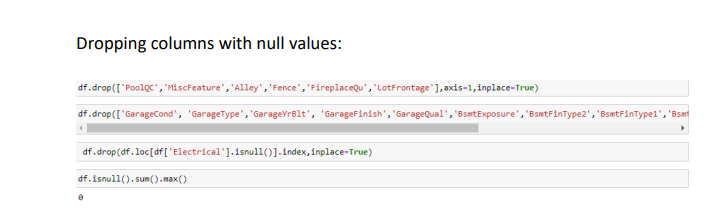 Dropping columns with null values:
df.drop(['PoolQC','MiscFeature','Alley','Fence','FireplaceQu','LotFrontage'],axis=1,inplace=True)
df.drop(['GarageCond', 'GarageType','GarageYrBlt', 'GarageFinish','GarageQual','BsmtExposure','BsmtFinType2','BsmtFinType1','Bsmt
df.drop(df.loc[df['Electrical'].isnull()].index,inplace=True)
df.isnull().sum().max()
0